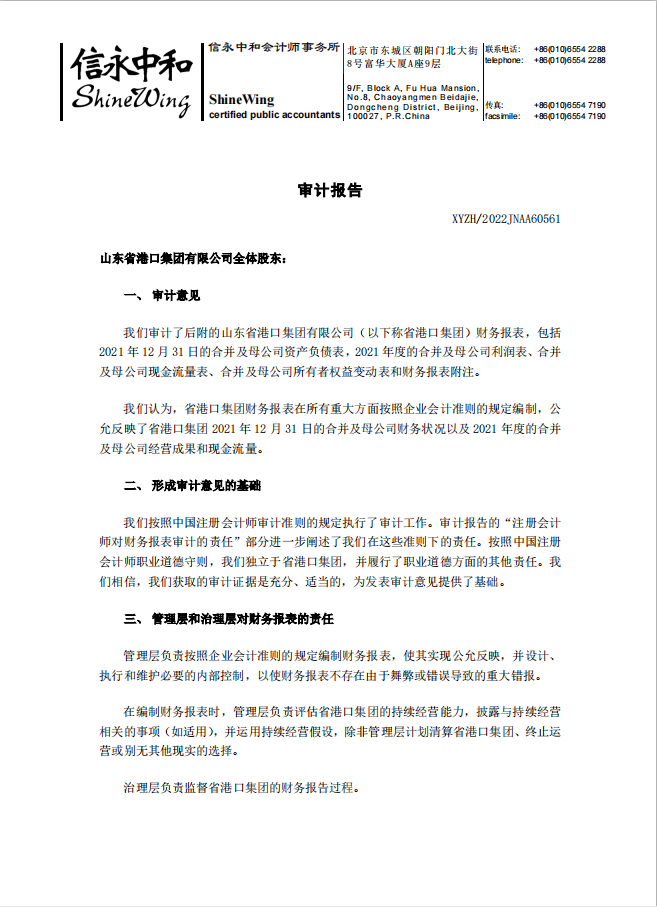 信永中和
ShineWing
信永中和会计师事务所
ShineWing
certified public accountants
北京市东城区朝阳门北大街
8号富华大厦A座9层
9/F, Block A, Fu Hua Mansion,
No.8, Chaoyangmen Beidajie,
Dongcheng District, Beijing,
100027, P.R.China
联系电话: +86(010)6554 2288
telephone: +86(010)6554 2288
传真: +86(010)6554 7190
facsimile: +86(010)6554 7190
审计报告
XYZH/2022JNAA60561
山东省港口集团有限公司全体股东：
一、 审计意见
我们审计了后附的山东省港口集团有限公司（以下称省港口集团）财务报表，包括
2021年12月31日的合并及母公司资产负债表，2021年度的合并及母公司利润表、合并
及母公司现金流量表、合并及母公司所有者权益变动表和财务报表附注。
我们认为，省港口集团财务报表在所有重大方面按照企业会计准则的规定编制，公
允反映了省港口集团2021年12月31日的合并及母公司财务状况以及2021年度的合并
及母公司经营成果和现金流量。
二、 形成审计意见的基础
我们按照中国注册会计师审计准则的规定执行了审计工作。审计报告的“注册会计
师对财务报表审计的责任”部分进一步阐述了我们在这些准则下的责任。按照中国注册
会计师职业道德守则，我们独立于省港口集团，并履行了职业道德方面的其他责任。我
们相信，我们获取的审计证据是充分、适当的，为发表审计意见提供了基础。
三、 管理层和治理层对财务报表的责任
管理层负责按照企业会计准则的规定编制财务报表，使其实现公允反映，并设计、
执行和维护必要的内部控制，以使财务报表不存在由于舞弊或错误导致的重大错报。
在编制财务报表时，管理层负责评估省港口集团的持续经营能力，披露与持续经营
相关的事项（如适用），并运用持续经营假设，除非管理层计划清算省港口集团、终止运
营或别无其他现实的选择。
治理层负责监督省港口集团的财务报告过程。